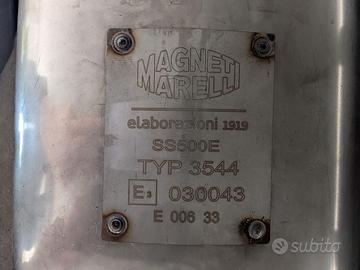 MAGNETI
MARELLI
elaborazioni 1919
SS500E
TYP 3544
E3 030043
E 006 33
subito